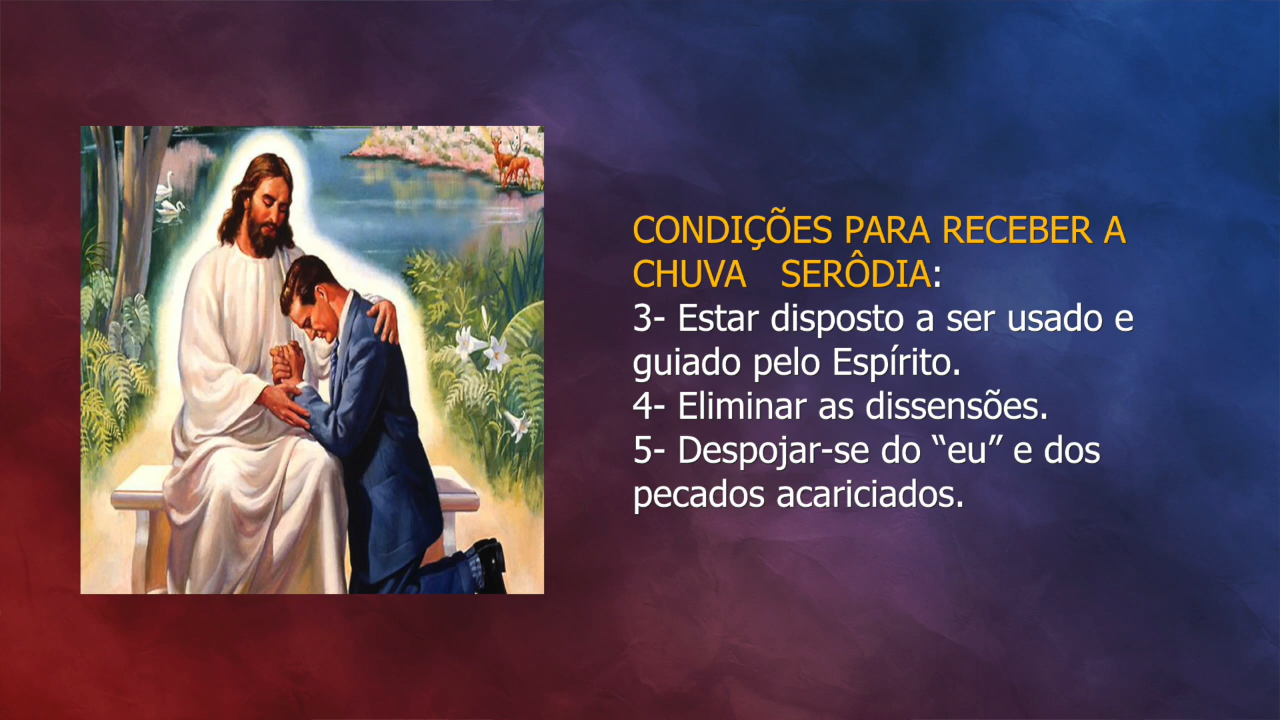 CONDIÇÕES PARA RECEBER A
CHUVA   SERÔDIA:
3- Estar disposto a ser usado e
guiado pelo Espírito.
4- Eliminar as dissensões.
5- Despojar-se do “eu” e dos
pecados acariciados.